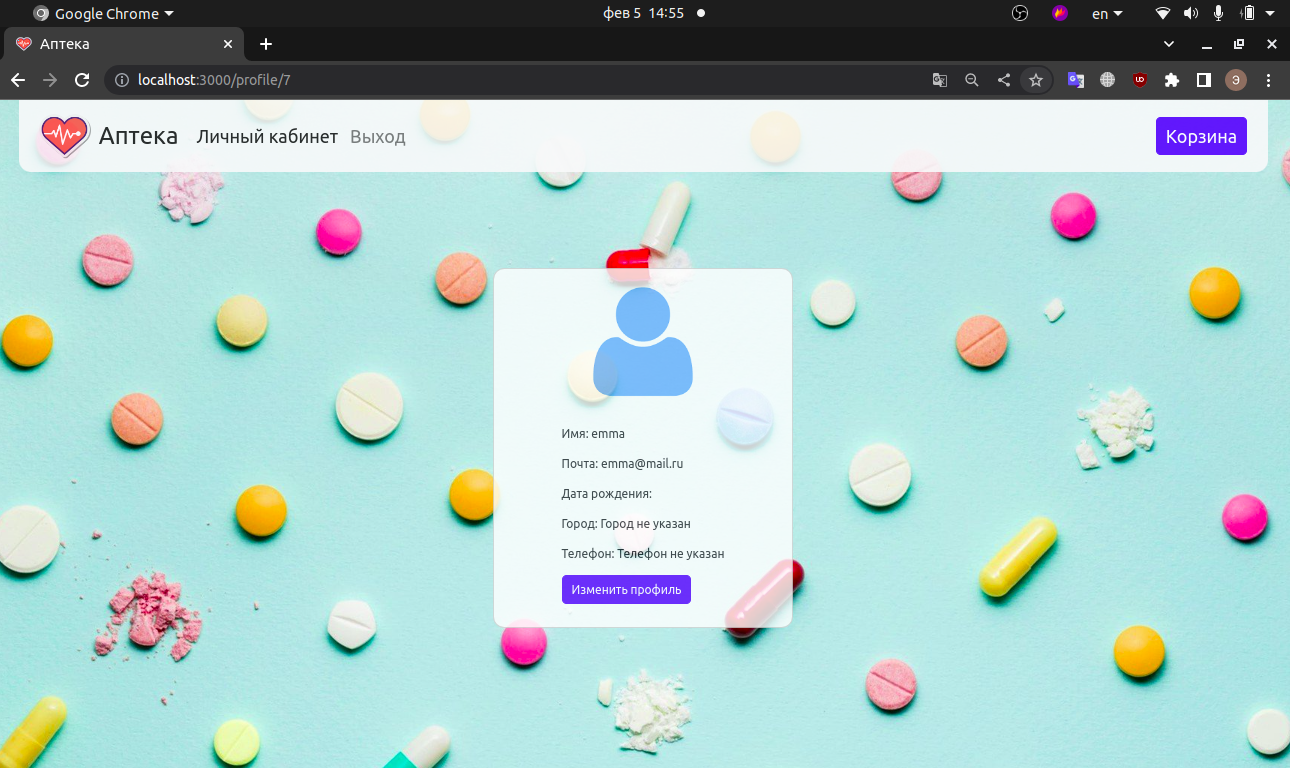 Google Chrome
фев 5 14:55
en
Аптека
localhost:3000/profile/7
Э
Аптека
Личный кабинет
Выход
Корзина
Имя: emma
Почта: emma@mail.ru
Дата рождения:
Город: Город не указан
Телефон: Телефон не указан
Изменить профиль